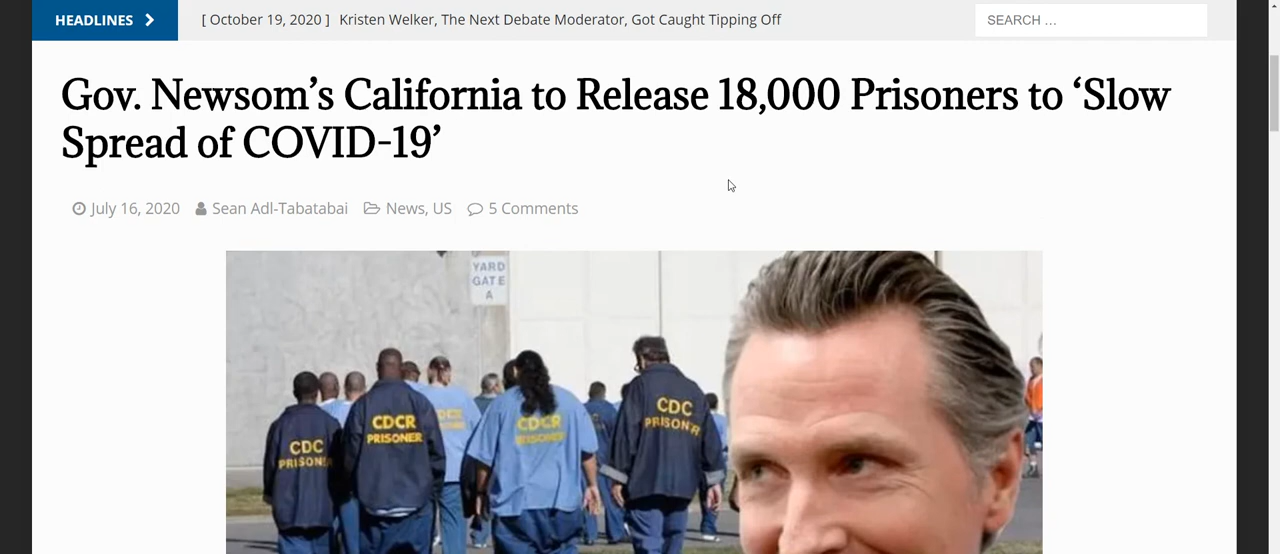 HEADLINES
[ October 19, 2020 ] Kristen Welker, The Next Debate Moderator, Got Caught Tipping Off
SEARCH …
Gov. Newsom’s California to Release 18,000 Prisoners to ‘Slow
Spread of COVID-19’
July 16, 2020 Sean Adl-Tabatabai News, US 5 Comments
YARD
GATE
A
CDC
PRISONER
CDCR
PRISONER
CDCR
PRISONER
CDC
PRISONR